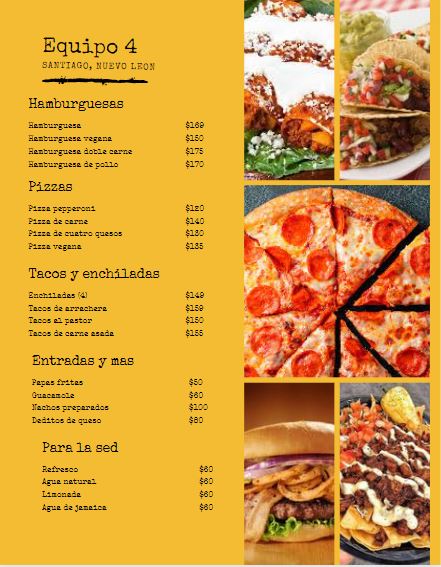 Equipo 4
SANTIAGO, NUEVO LEON
Hamburguesas
Hamburguesa $169
Hamburguesa vegana $150
Hamburguesa doble carne $175
Hamburguesa de pollo $170
Pizzas
Pizza pepperoni $120
Pizza de carne $140
Pizza de cuatro quesos $130
Pizza vegana $135
Tacos y enchiladas
Enchiladas (4) $149
Tacos de arrachera $159
Tacos al pastor $150
Tacos de carne asada $155
Entradas y mas
Papas fritas $50
Guacamole $60
Nachos preparados $100
Deditos de queso $80
Para la sed
Refresco $60
Agua natural $60
Limonada $60
Agua de jamaica $60